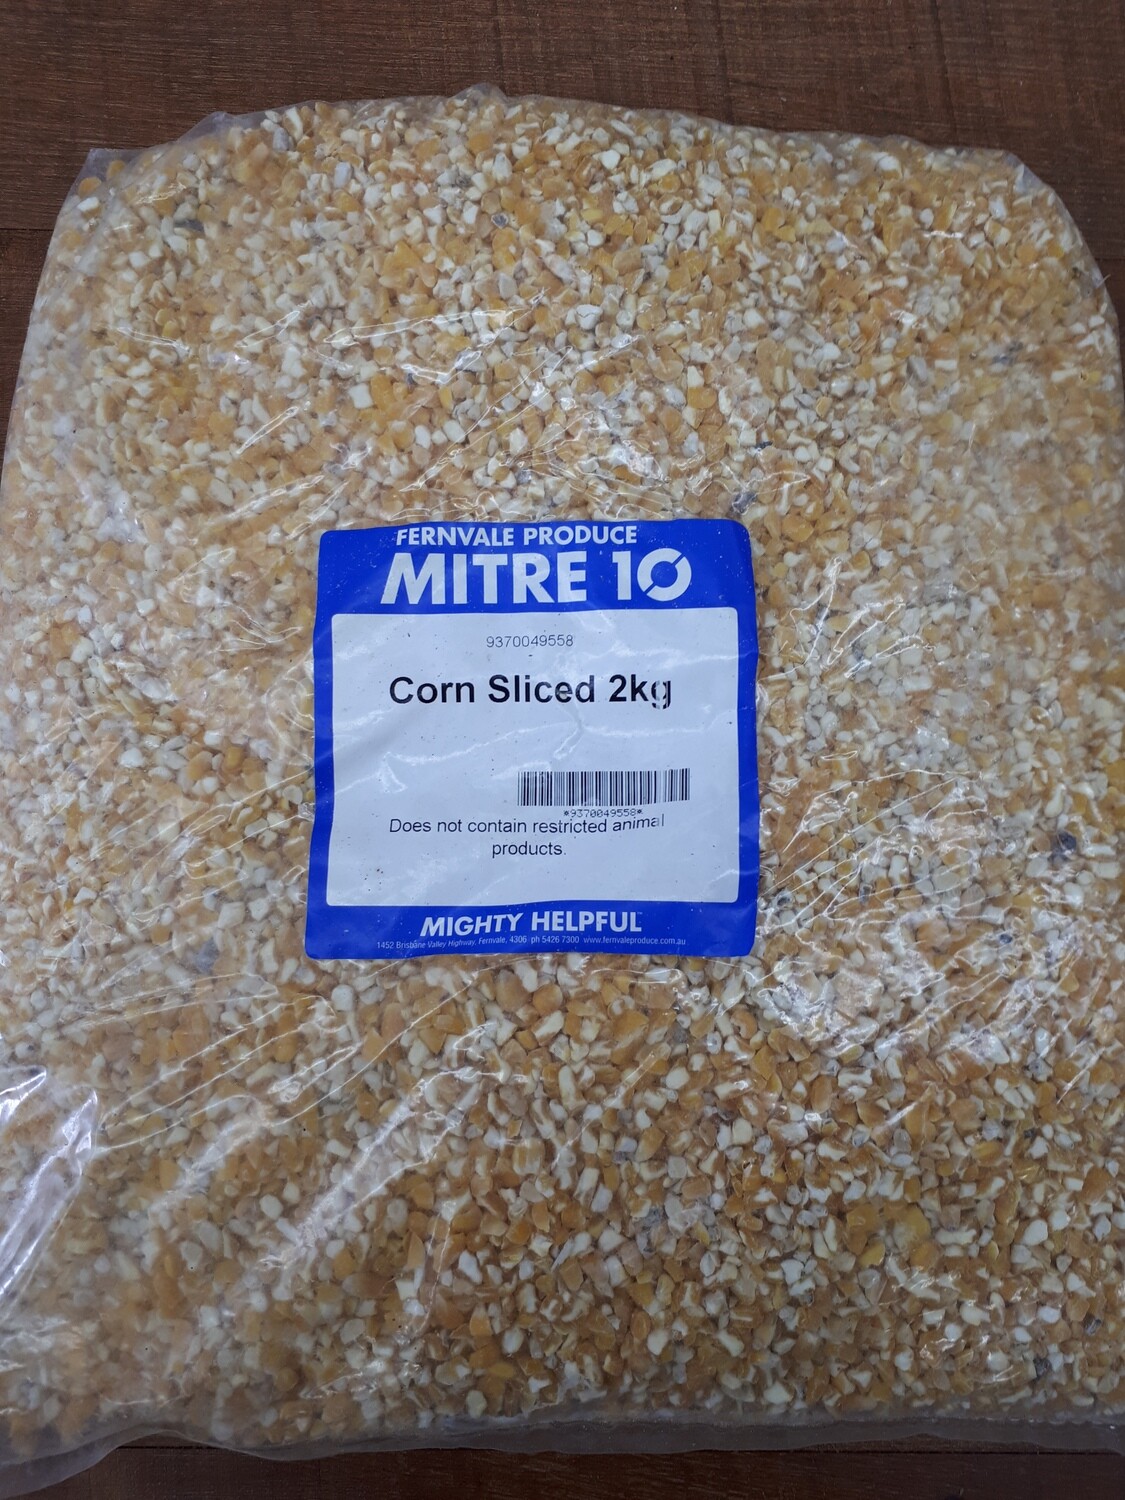 FERNVALE PRODUCE
MITRE 10
9370049558
Corn Sliced 2kg
*9370049558*
Does not contain restricted animal
products.
MIGHTY HELPFUL
1452 Brisbane Valley Highway, Fernvale, 4306 ph 5426 7300 www.fernvaleproduce.com.au